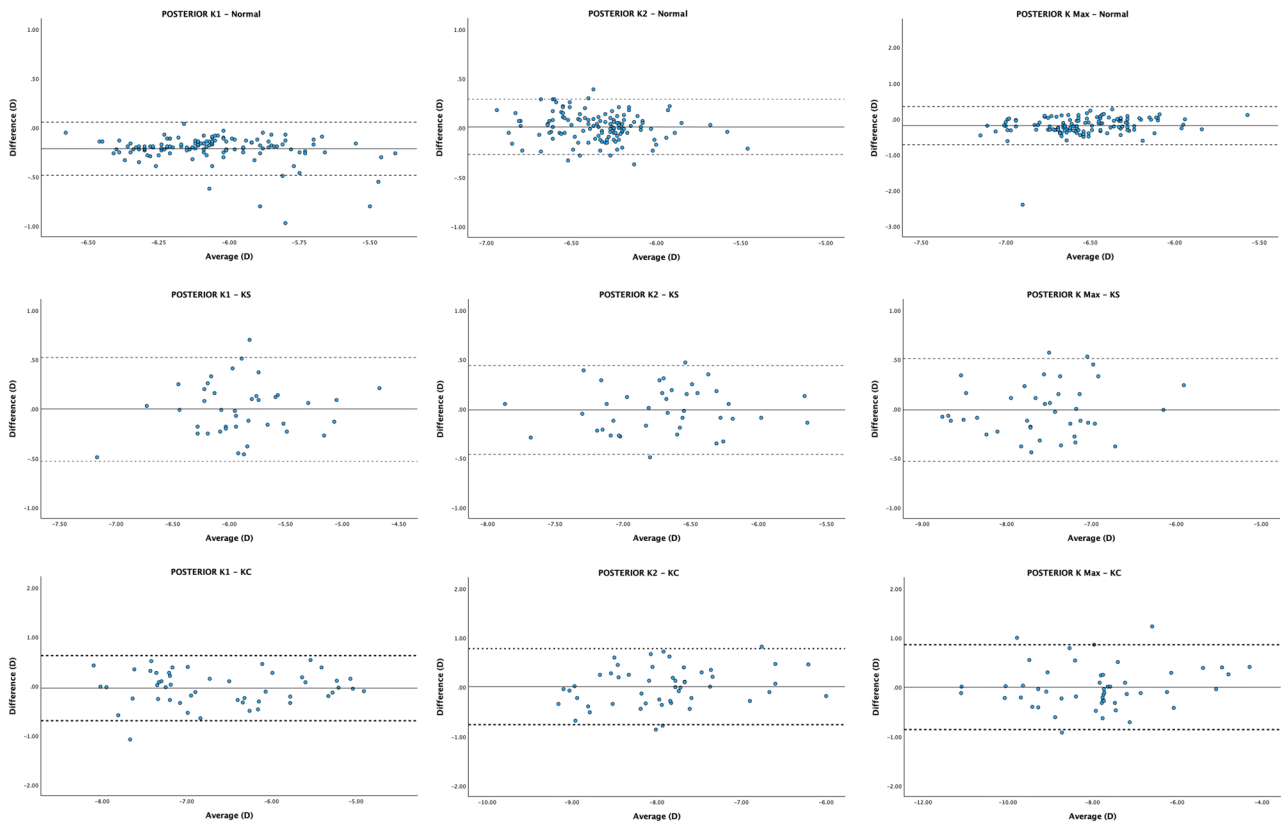 POSTERIOR K1 – Normal
1.00
.50
.00
-.50
-1.00
Difference (D)
-6.50 -6.25 -6.00 -5.75 -5.50
Average (D)
POSTERIOR K2 – Normal
1.00
.50
.00
-.50
-1.00
Difference (D)
-7.00 -6.50 -6.00 -5.50 -5.00
Average (D)
POSTERIOR K Max – Normal
2.00
1.00
.00
-1.00
-2.00
-3.00
Difference (D)
-7.50 -7.00 -6.50 -6.00 -5.50
Average (D)
POSTERIOR K1 – KS
1.00
.50
.00
-.50
-1.00
Difference (D)
-7.50 -7.00 -6.50 -6.00 -5.50 -5.00 -4.50
Average (D)
POSTERIOR K2 – KS
1.00
.50
.00
-.50
-1.00
Difference (D)
-8.00 -7.50 -7.00 -6.50 -6.00 -5.50
Average (D)
POSTERIOR K Max – KS
1.00
.50
.00
-.50
-1.00
Difference (D)
-9.00 -8.00 -7.00 -6.00 -5.00
Average (D)
POSTERIOR K1 – KC
2.00
1.00
.00
-1.00
-2.00
Difference (D)
-8.00 -7.00 -6.00 -5.00
Average (D)
POSTERIOR K2 – KC
2.00
1.00
.00
-1.00
-2.00
Difference (D)
-10.00 -9.00 -8.00 -7.00 -6.00
Average (D)
POSTERIOR K Max – KC
2.00
1.00
.00
-1.00
-2.00
Difference (D)
-12.00 -10.00 -8.00 -6.00 -4.00
Average (D)